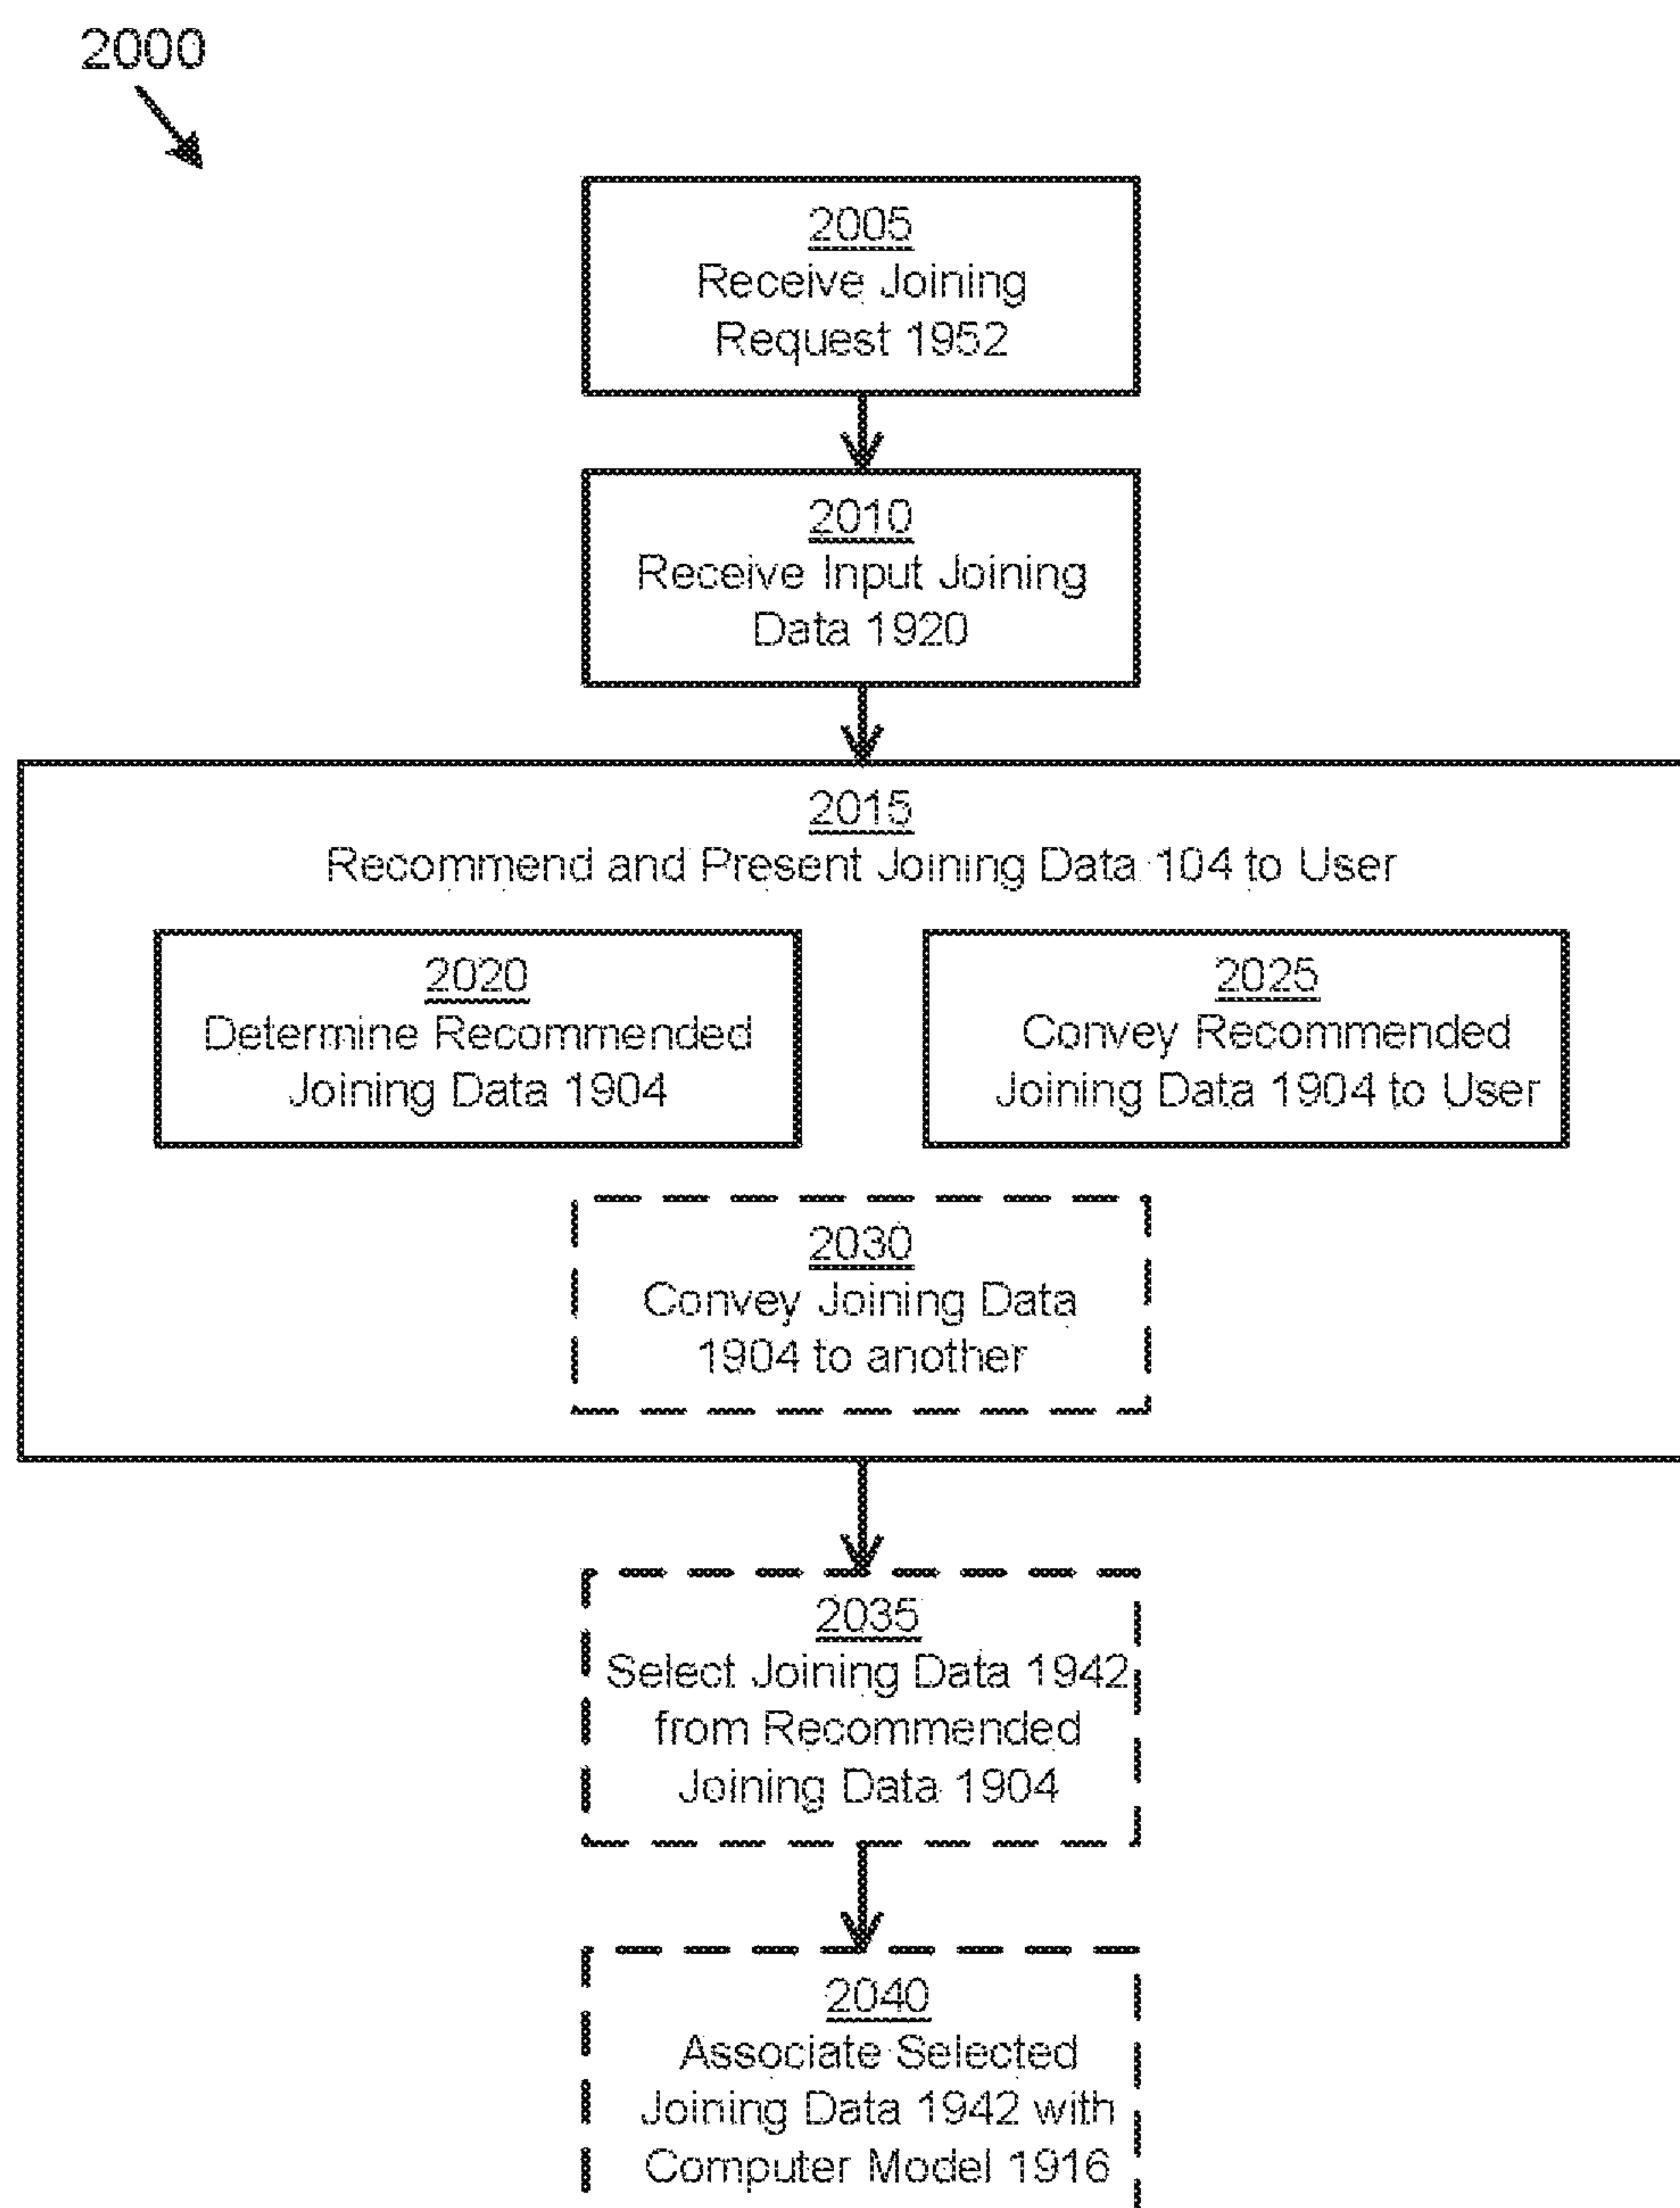 2000
2005
Receive Joining
Request 1952
2010
Receive Input Joining
Data 1920
2015
Recommend and Present Joining Data 104 to User
2020
Determine Recommended
Joining Data 1904
2025
Convey Recommended
Joining Data 1904 to User
2030
Convey Joining Data
1904 to another
2035
Select Joining Data 1942
from Recommended
Joining Data 1904
2040
Associate Selected
Joining Data 1942 with
Computer Model 1916